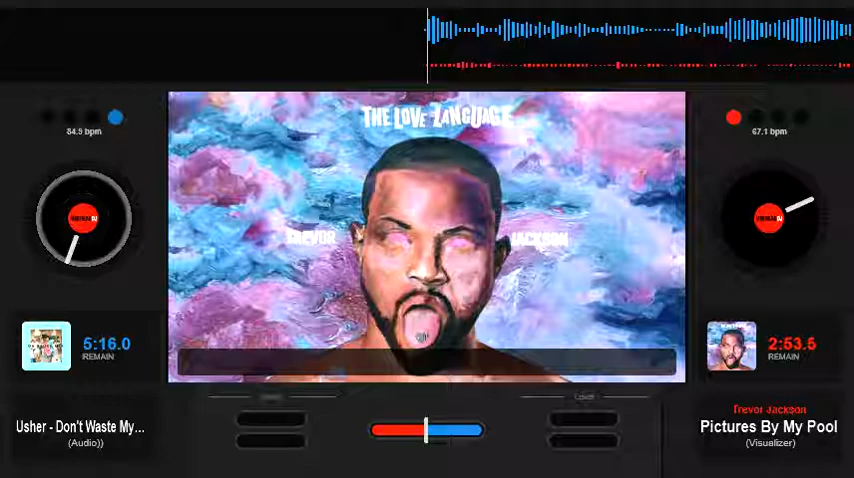 THE LOVE LANGUAGE
84.9 bpm
67.1 bpm
TREVOR JACKSON
5:16.0
REMAIN
2:53.5
REMAIN
Usher - Don't Waste My...
(Audio))
Trevor Jackson
Pictures By My Pool
(Visualizer)